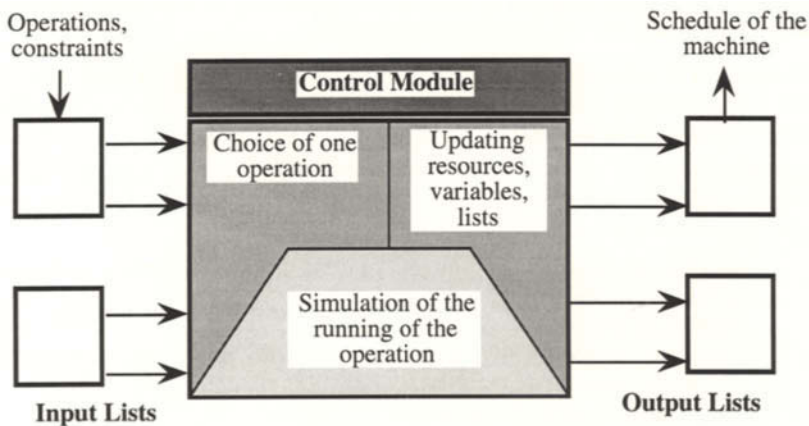 Operations,
constraints
Schedule of the
machine
Control Module
Choice of one
operation
Updating
resources,
variables,
lists
Simulation of the
running of the
operation
Input Lists
Output Lists